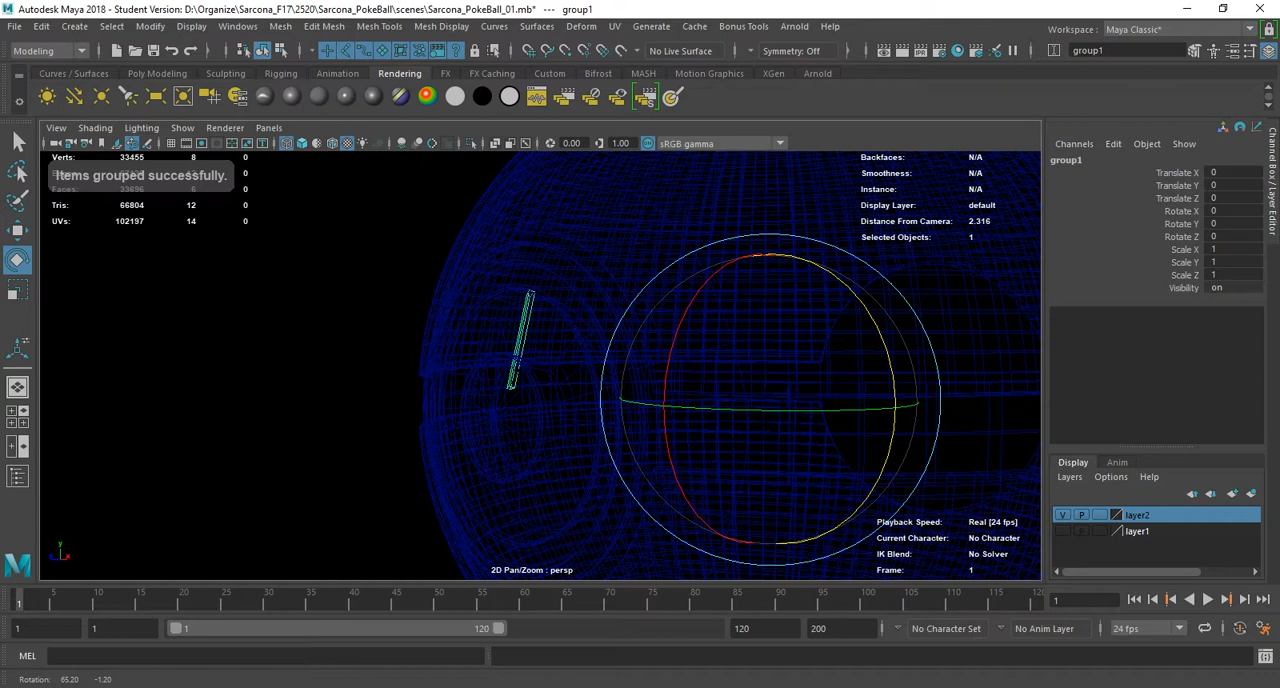 Autodesk Maya 2018 - Student Version: D:\Organize\Sarcona_F17\2520\Sarcona_PokeBall\scenes\Sarcona_PokeBall_01.mb* --- group1
File Edit Create Select Modify Display Windows Mesh Edit Mesh Mesh Tools Mesh Display Curves Surfaces Deform UV Generate Cache Bonus Tools Arnold Help
Workspace : Maya Classic*
Modeling No Live Surface Symmetry: Off group1
Curves / Surfaces Poly Modeling Sculpting Rigging Animation Rendering FX FX Caching Custom Bifrost MASH Motion Graphics XGen Arnold
View Shading Lighting Show Renderer Panels
0.00 1.00 sRGB gamma
Verts: 33455 8 0
Items grouped successfully.
Faces: 33696 6 0
Tris: 66804 12 0
UVs: 102197 14 0
Backfaces: N/A
Smoothness: N/A
Instance: N/A
Display Layer: default
Distance From Camera: 2.316
Selected Objects: 1
Playback Speed: Real [24 fps]
Current Character: No Character
IK Blend: No Solver
Frame: 1
2D Pan/Zoom : persp
y
x
Channels Edit Object Show
group1
Translate X 0
Translate Y 0
Translate Z 0
Rotate X 0
Rotate Y 0
Rotate Z 0
Scale X 1
Scale Y 1
Scale Z 1
Visibility on
Channel Box / Layer Editor
Display Anim
Layers Options Help
V P layer2
layer1
1 5 10 15 20 25 30 35 40 45 50 55 60 65 70 75 80 85 90 95 100 105 110 115 120
1
1 1 1 120 120 200 No Character Set No Anim Layer 24 fps
MEL
Rotation: 65.20 -1.20